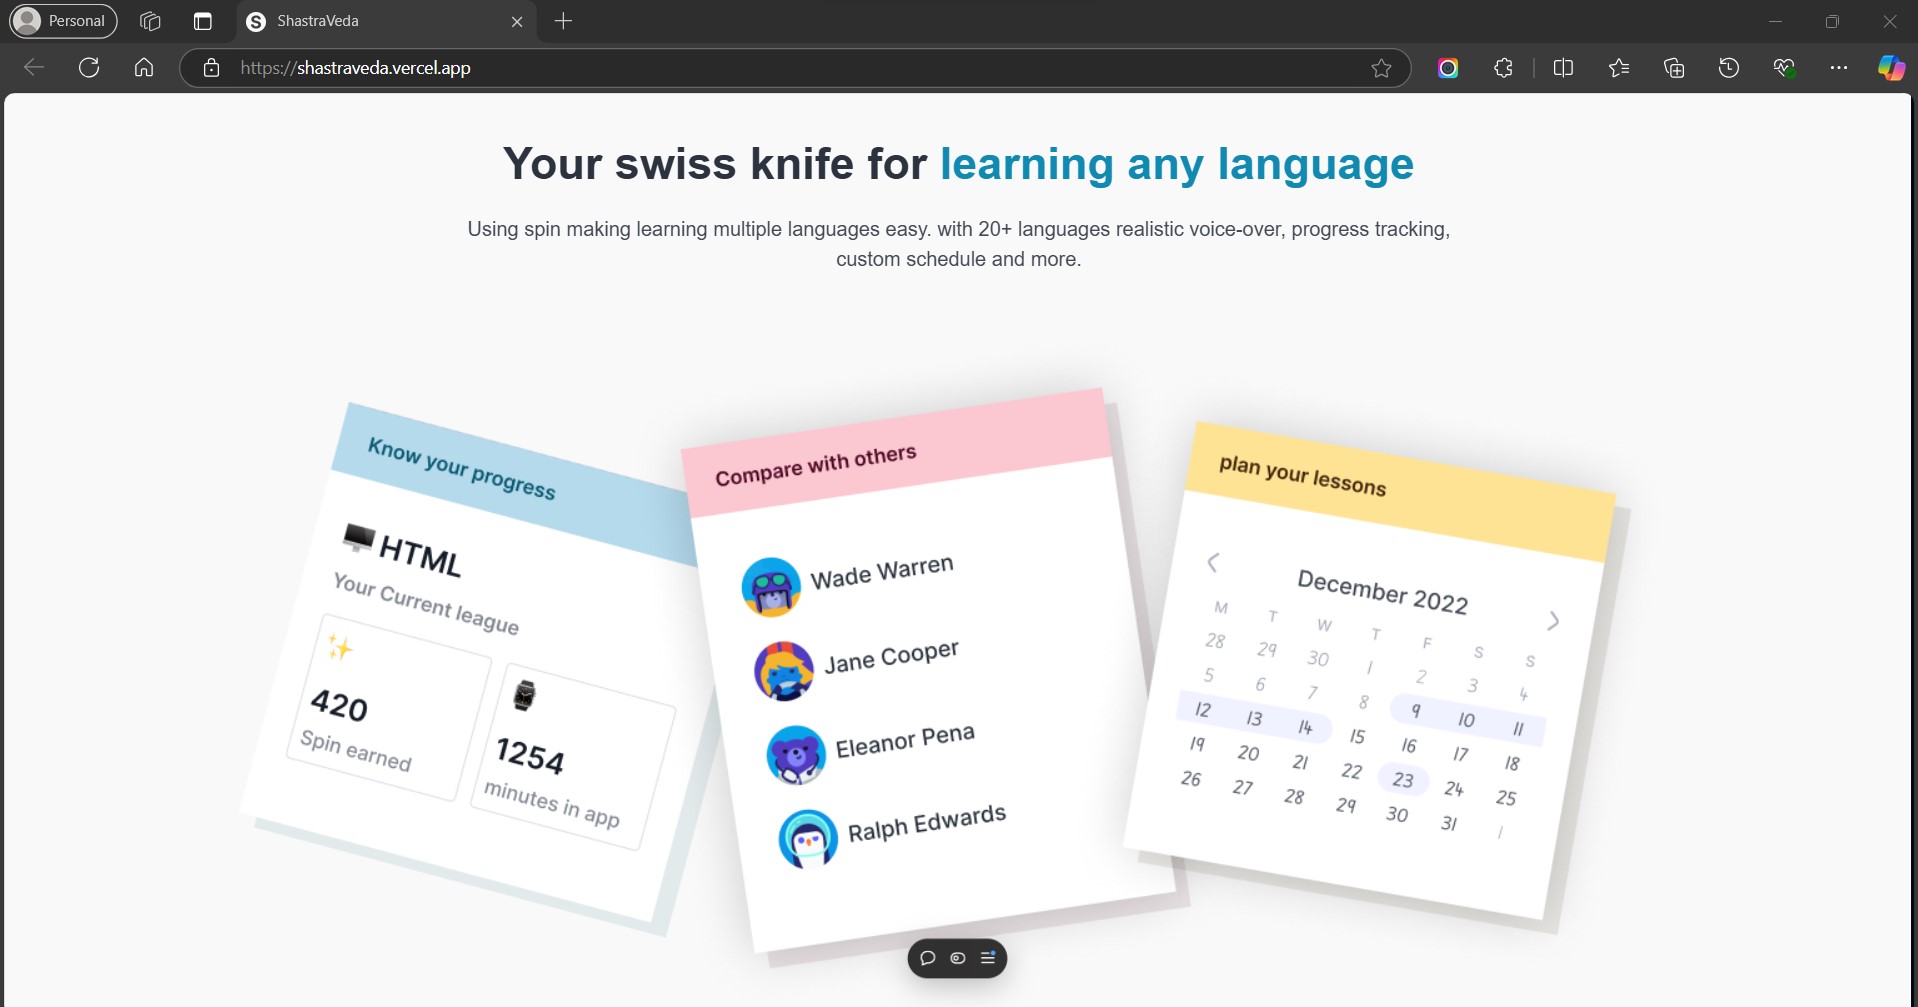 Personal
ShastraVeda
https://shastraveda.vercel.app
Your swiss knife for learning any language
Using spin making learning multiple languages easy. with 20+ languages realistic voice-over, progress tracking,
custom schedule and more.
Know your progress
HTML
Your Current league
420
Spin earned
1254
minutes in app
Compare with others
Wade Warren
Jane Cooper
Eleanor Pena
Ralph Edwards
plan your lessons
December 2022
M T W T F S S
28 29 30 1 2 3 4
5 6 7 8 9 10 11
12 13 14 15 16 17 18
19 20 21 22 23 24 25
26 27 28 29 30 31 1